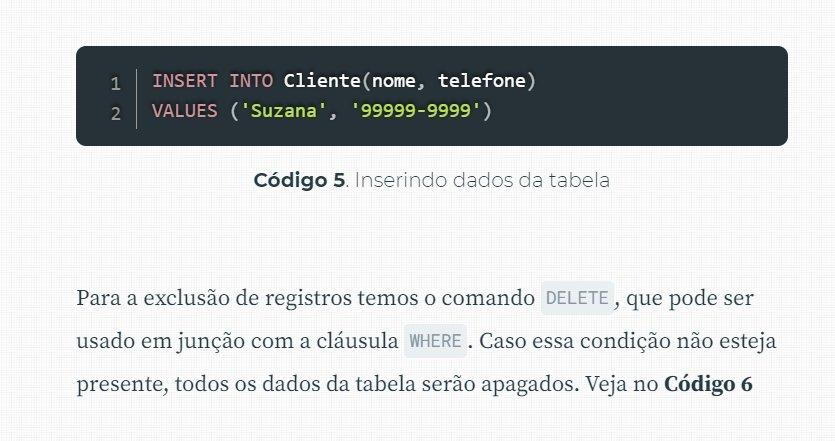 1 INSERT INTO Cliente(nome, telefone)
2 VALUES ('Suzana', '99999-9999')
Código 5. Inserindo dados da tabela
Para a exclusão de registros temos o comando DELETE, que pode ser
usado em junção com a cláusula WHERE. Caso essa condição não esteja
presente, todos os dados da tabela serão apagados. Veja no Código 6